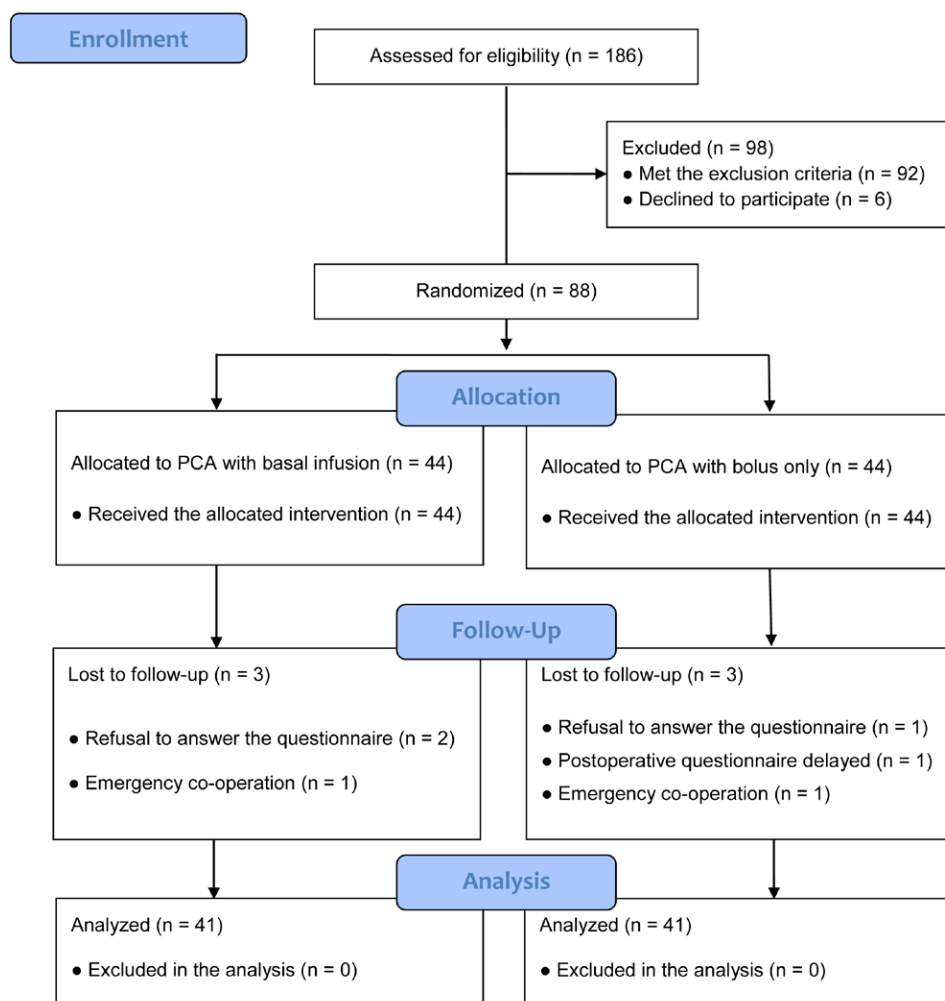 Enrollment
Assessed for eligibility (n = 186)
Excluded (n = 98)
● Met the exclusion criteria (n = 92)
● Declined to participate (n = 6)
Randomized (n = 88)
Allocation
Allocated to PCA with basal infusion (n = 44)
● Received the allocated intervention (n = 44)
Allocated to PCA with bolus only (n = 44)
● Received the allocated intervention (n = 44)
Follow-Up
Lost to follow-up (n = 3)
● Refusal to answer the questionnaire (n = 2)
● Emergency co-operation (n = 1)
Lost to follow-up (n = 3)
● Refusal to answer the questionnaire (n = 1)
● Postoperative questionnaire delayed (n = 1)
● Emergency co-operation (n = 1)
Analysis
Analyzed (n = 41)
● Excluded in the analysis (n = 0)
Analyzed (n = 41)
● Excluded in the analysis (n = 0)